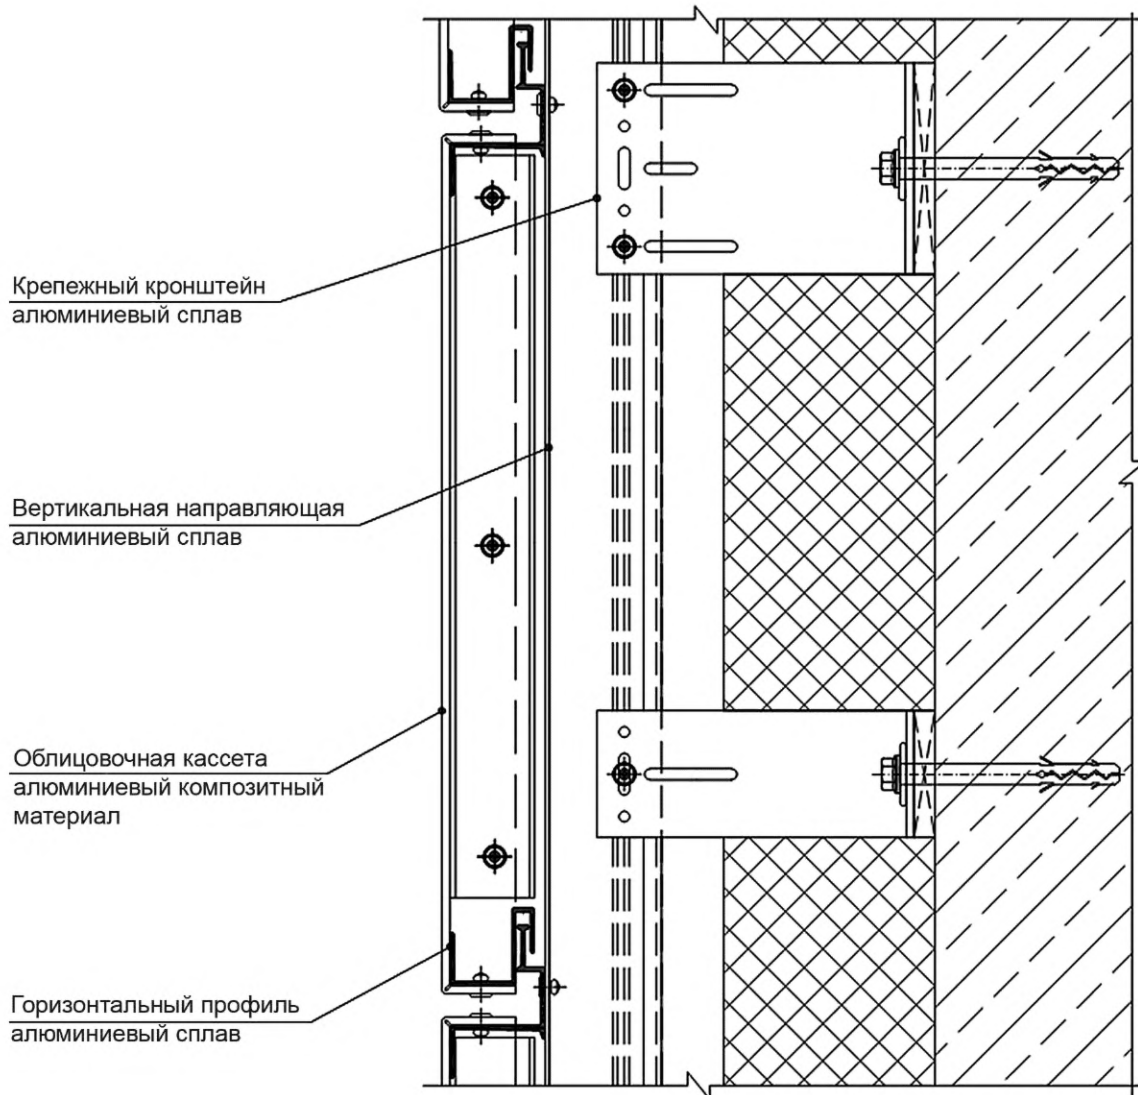 Крепежный кронштейн
алюминиевый сплав
Вертикальная направляющая
алюминиевый сплав
Облицовочная кассета
алюминиевый композитный
материал
Горизонтальный профиль
алюминиевый сплав